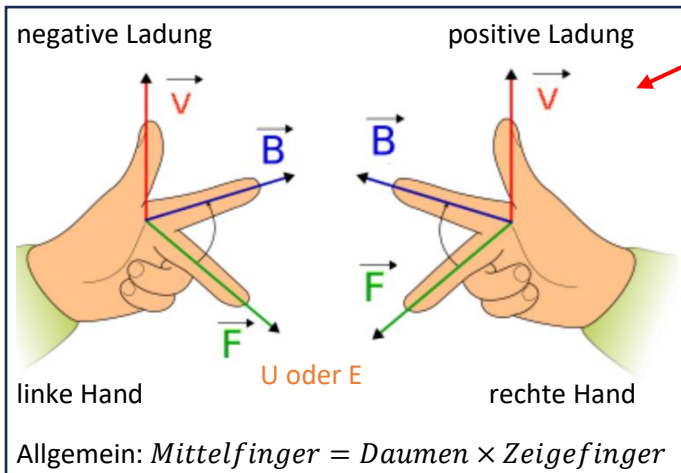 negative Ladung positive Ladung
v v
B B
F F
U oder E
linke Hand rechte Hand
Allgemein: Mittelfinger = Daumen × Zeigefinger